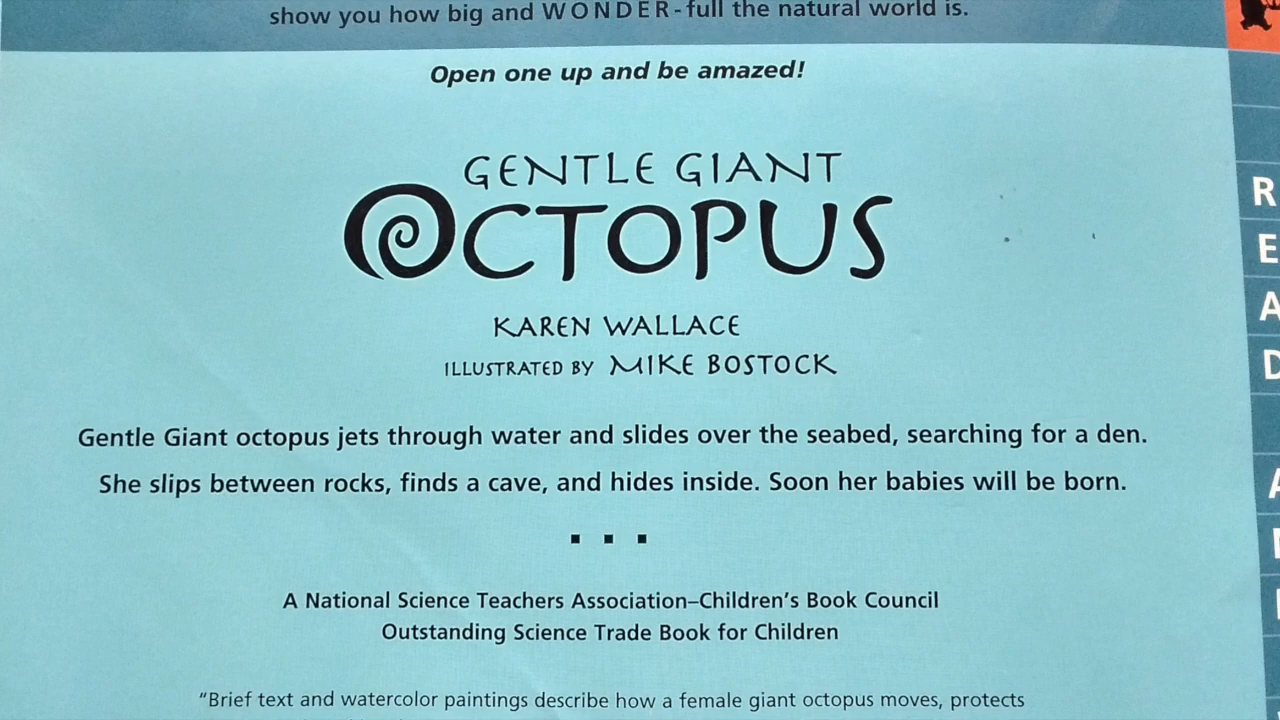 show you how big and WONDER-full the natural world is.
Open one up and be amazed!
GENTLE GIANT
OCTOPUS
KAREN WALLACE
ILLUSTRATED BY MIKE BOSTOCK
Gentle Giant octopus jets through water and slides over the seabed, searching for a den.
She slips between rocks, finds a cave, and hides inside. Soon her babies will be born.
A National Science Teachers Association–Children's Book Council
Outstanding Science Trade Book for Children
"Brief text and watercolor paintings describe how a female giant octopus moves, protects
R
E
A
D
A